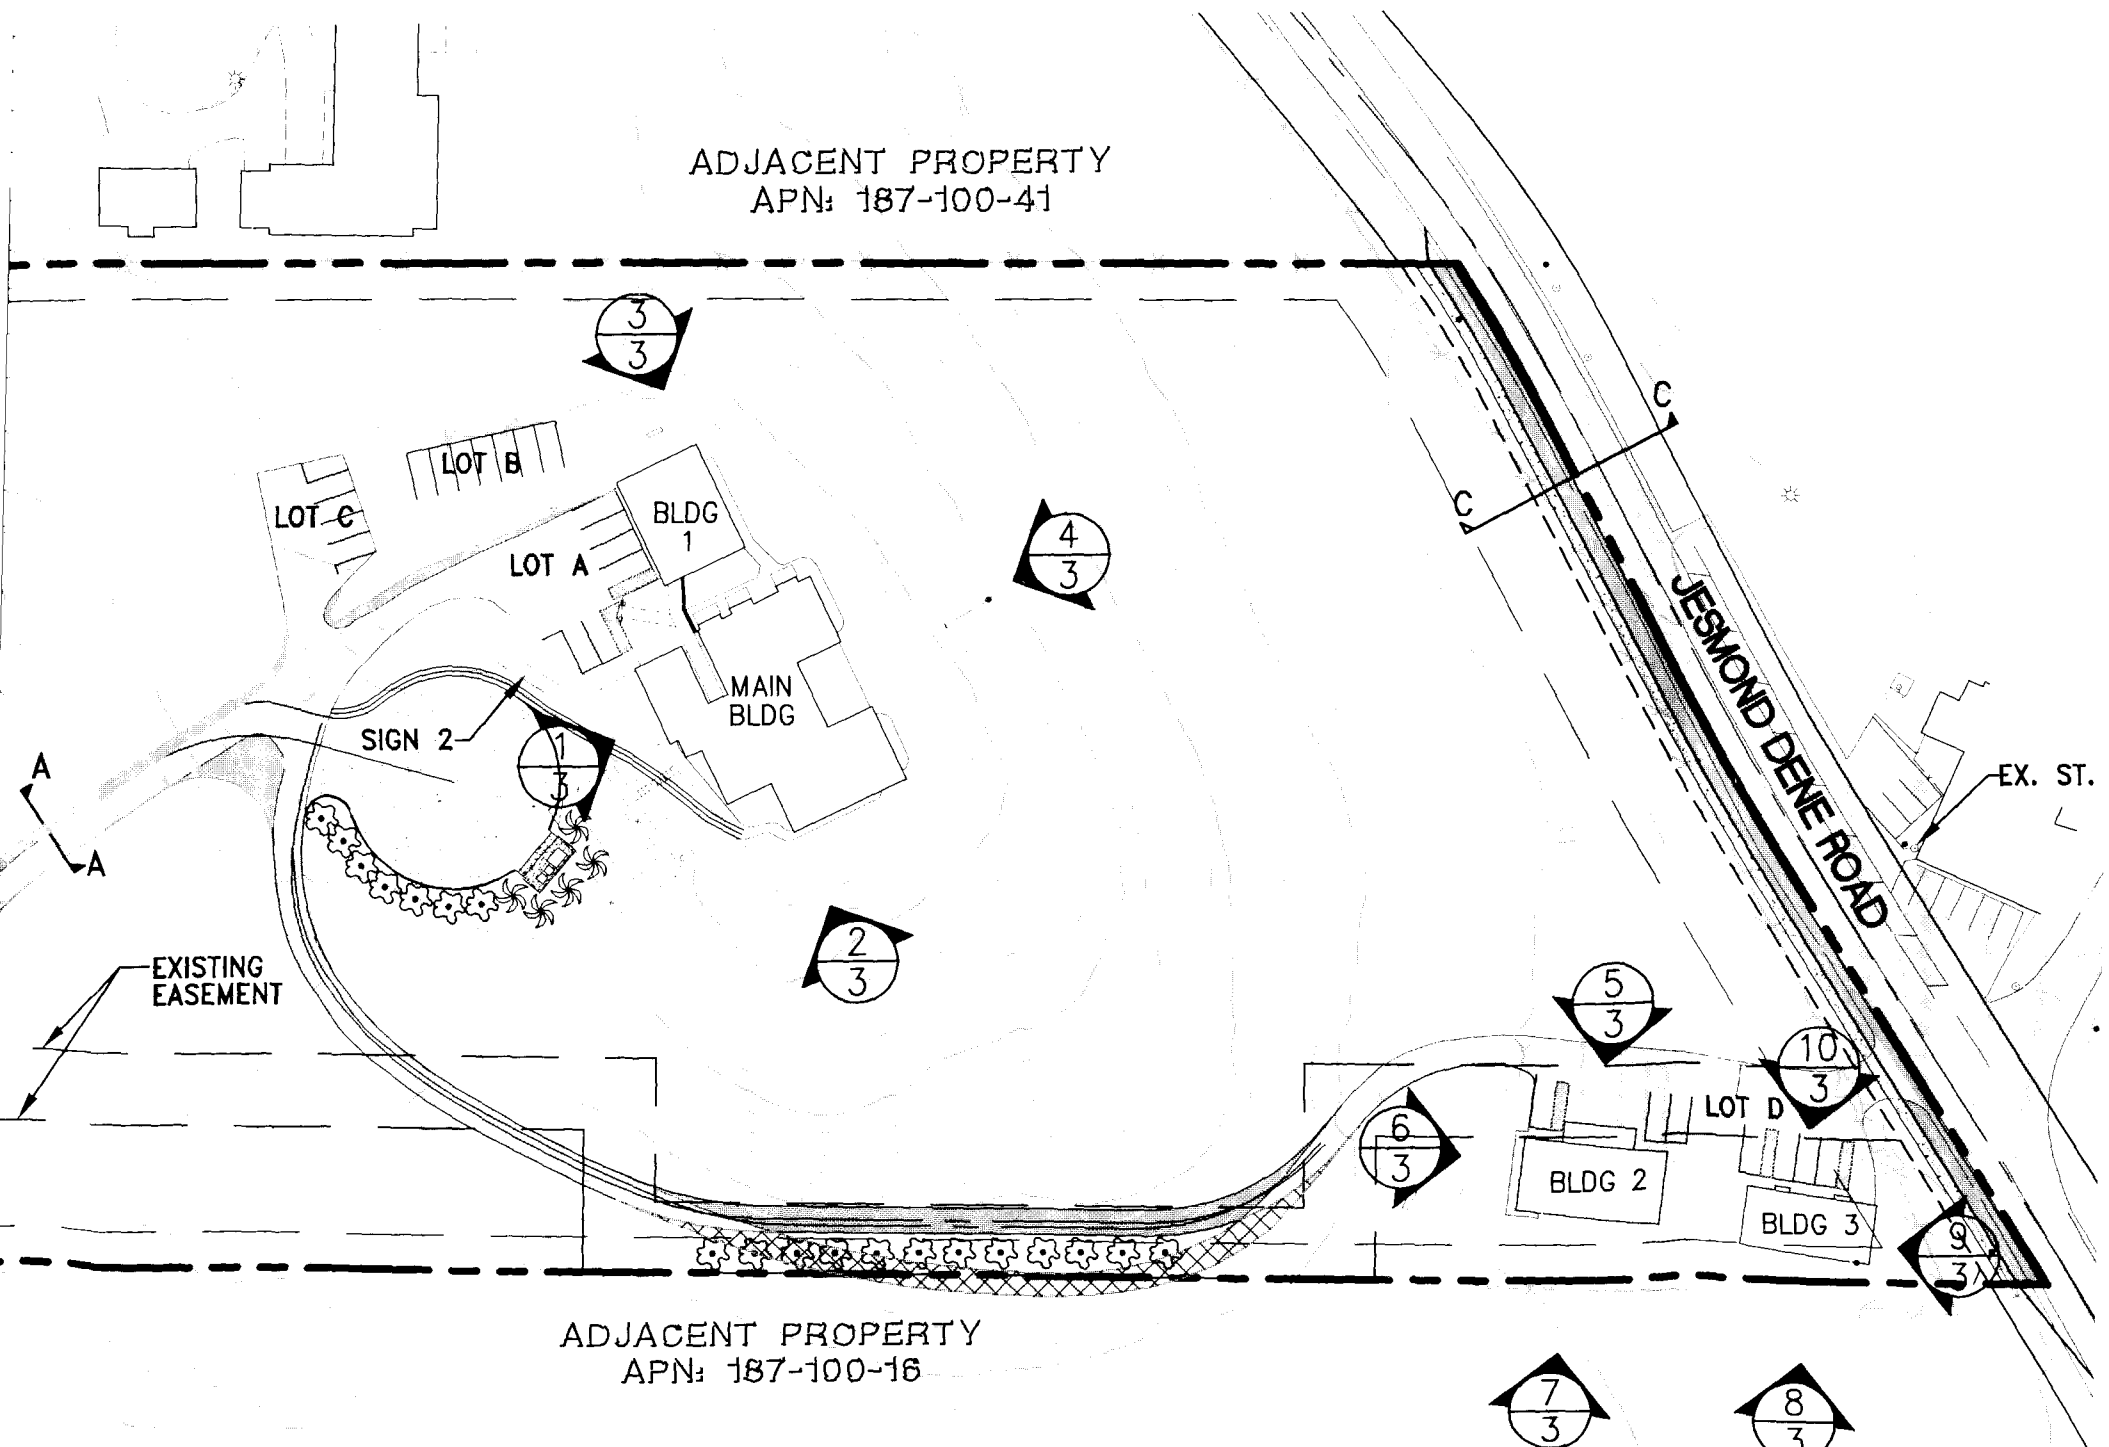 ADJACENT PROPERTY
APN: 187-100-41
3
3
C
C
LOT B
LOT C
BLDG
1
LOT A
4
3
JESMOND DENE ROAD
MAIN
BLDG
SIGN 2
1
3
A
A
EX. ST.
2
3
EXISTING
EASEMENT
5
3
10
3
LOT D
6
3
BLDG 2
BLDG 3
9
3
ADJACENT PROPERTY
APN: 187-100-16
7
3
8
3